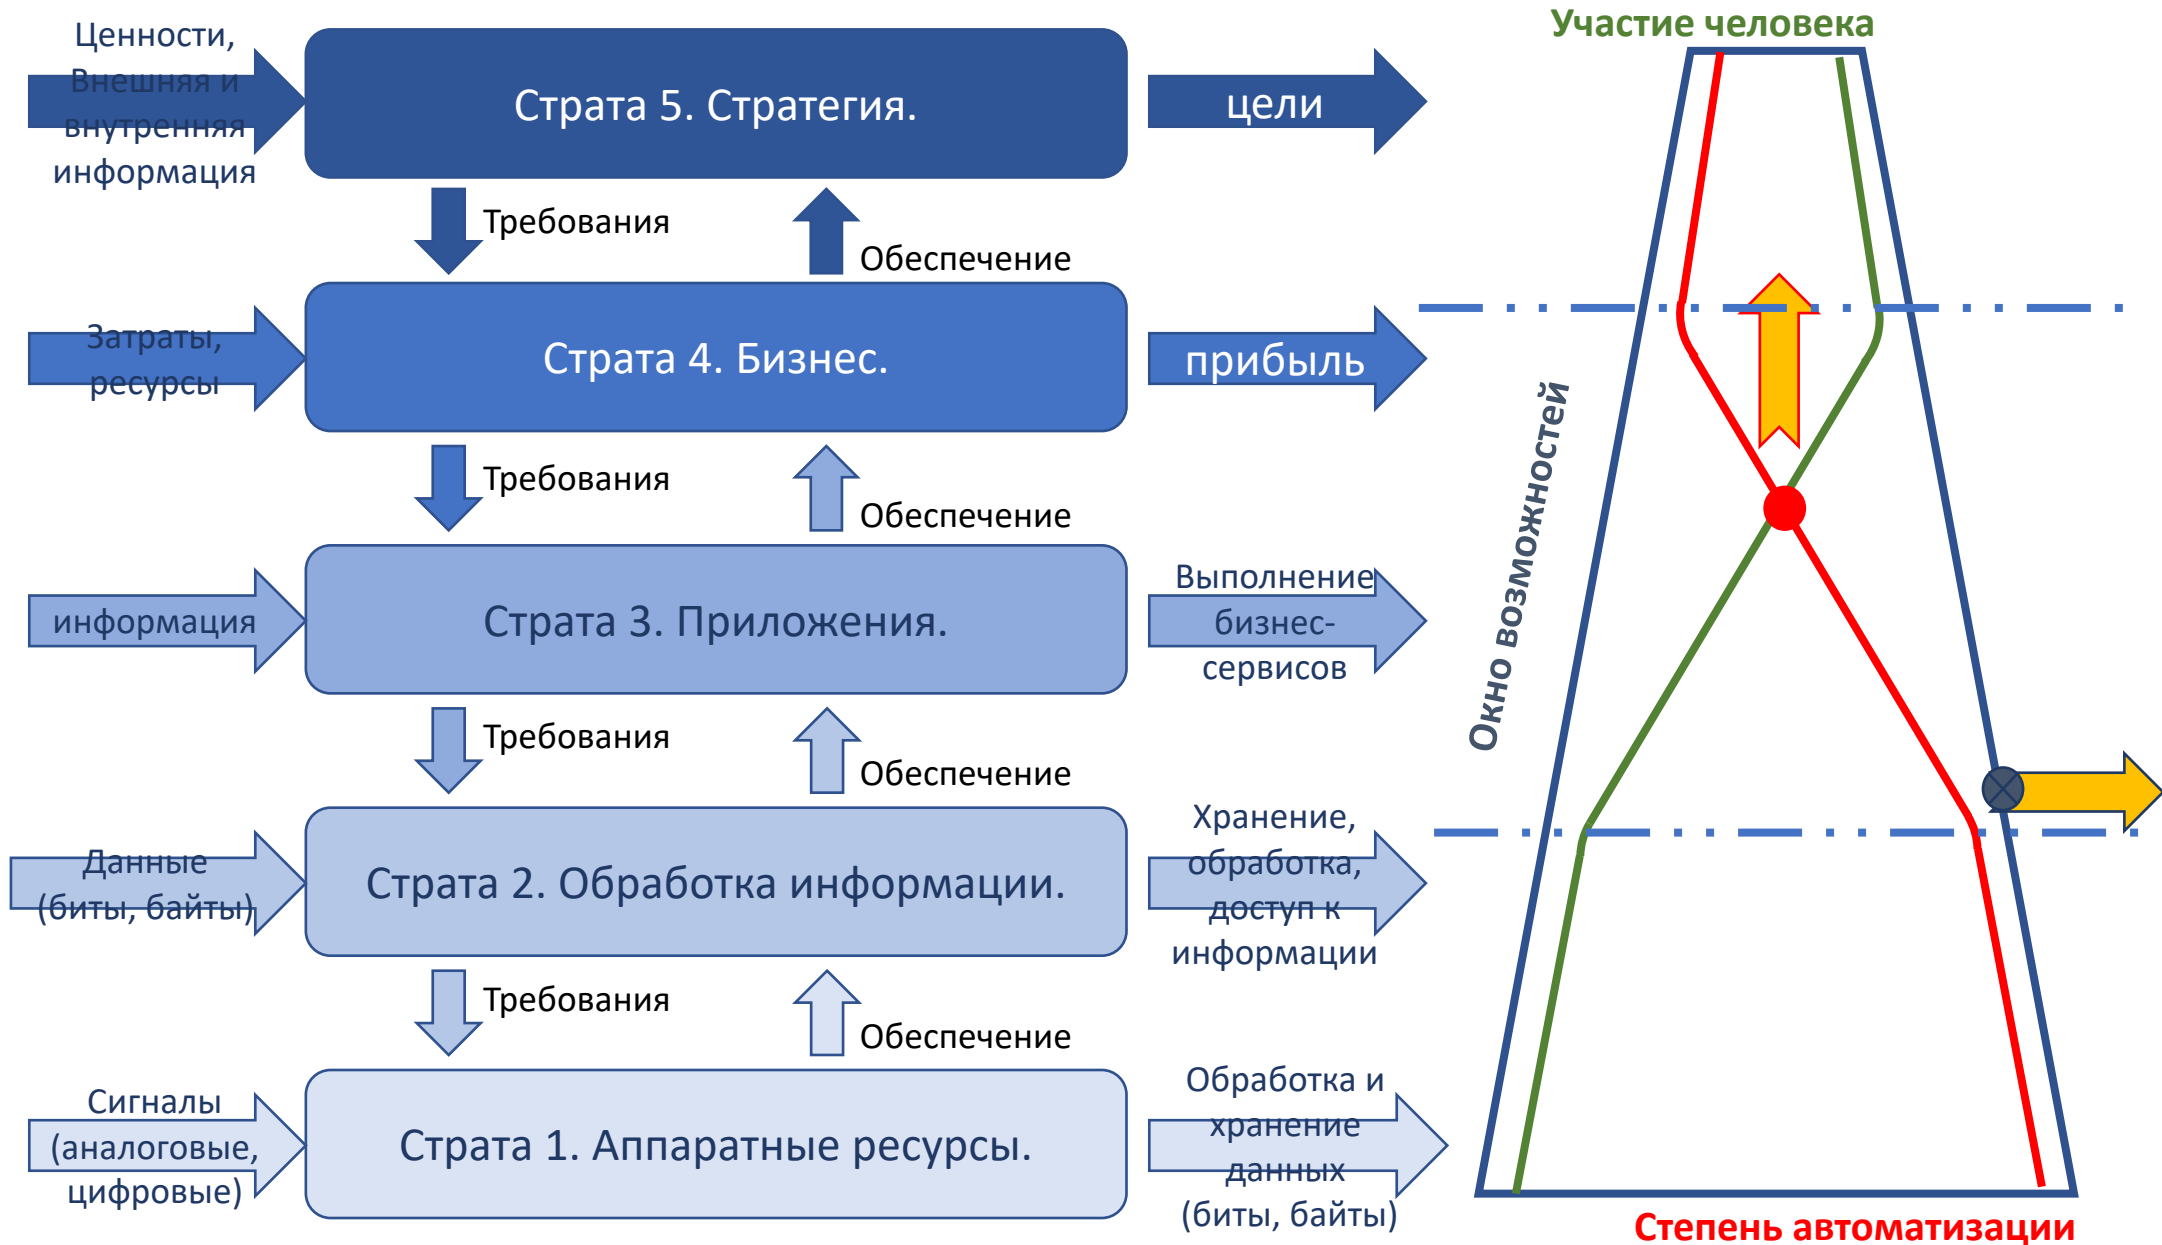 Участие человека
Ценности,
Внешняя и
внутренняя
информация
Страта 5. Стратегия.
цели
Требования
Обеспечение
Затраты,
ресурсы
Страта 4. Бизнес.
прибыль
Требования
Обеспечение
информация
Страта 3. Приложения.
Выполнение
бизнес-
сервисов
Окно возможностей
Требования
Обеспечение
Данные
(биты, байты)
Страта 2. Обработка информации.
Хранение,
обработка,
доступ к
информации
Требования
Обеспечение
Сигналы
(аналоговые,
цифровые)
Страта 1. Аппаратные ресурсы.
Обработка и
хранение
данных
(биты, байты)
Степень автоматизации